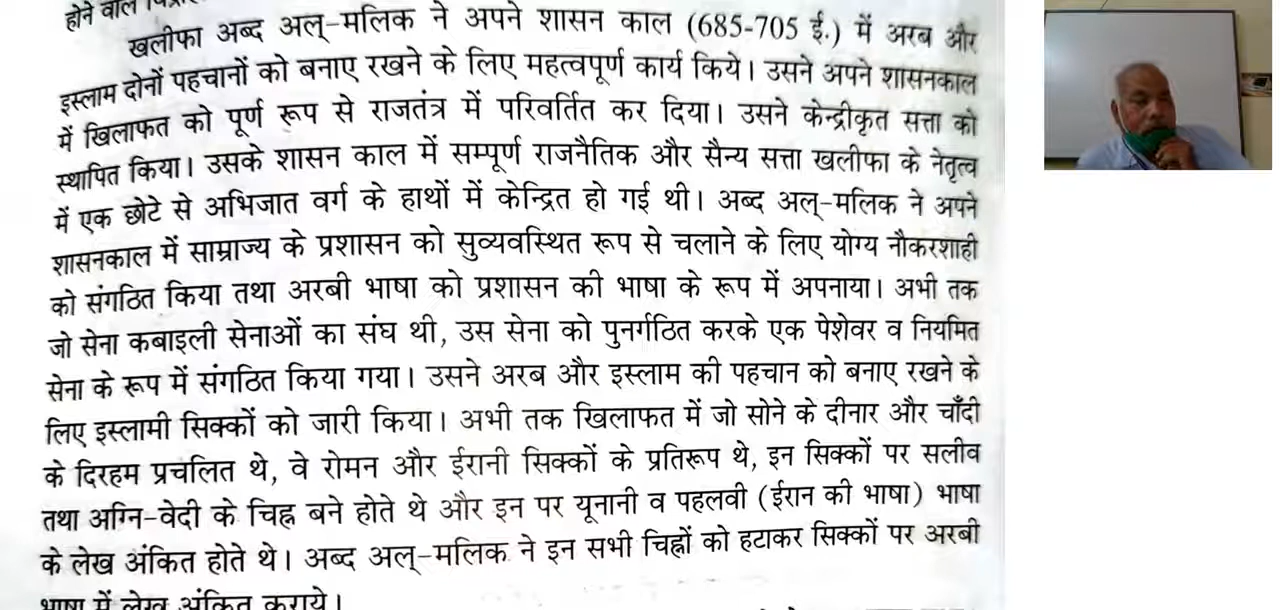 होने वाले
खलीफा अब्द अल्-मलिक ने अपने शासन काल (685-705 ई.) में अरब और
इस्लाम दोनों पहचानों को बनाए रखने के लिए महत्वपूर्ण कार्य किये। उसने अपने शासनकाल
में खिलाफत को पूर्ण रूप से राजतंत्र में परिवर्तित कर दिया। उसने केन्द्रीकृत सत्ता को
स्थापित किया। उसके शासन काल में सम्पूर्ण राजनैतिक और सैन्य सत्ता खलीफा के नेतृत्व
में एक छोटे से अभिजात वर्ग के हाथों में केन्द्रित हो गई थी। अब्द अल्-मलिक ने अपने
शासनकाल में साम्राज्य के प्रशासन को सुव्यवस्थित रूप से चलाने के लिए योग्य नौकरशाही
को संगठित किया तथा अरबी भाषा को प्रशासन की भाषा के रूप में अपनाया। अभी तक
जो सेना कबाइली सेनाओं का संघ थी, उस सेना को पुनर्गठित करके एक पेशेवर व नियमित
सेना के रूप में संगठित किया गया। उसने अरब और इस्लाम की पहचान को बनाए रखने के
लिए इस्लामी सिक्कों को जारी किया। अभी तक खिलाफत में जो सोने के दीनार और चाँदी
के दिरहम प्रचलित थे, वे रोमन और ईरानी सिक्कों के प्रतिरूप थे, इन सिक्कों पर सलीव
तथा अग्नि-वेदी के चिह्न बने होते थे और इन पर यूनानी व पहलवी (ईरान की भाषा) भाषा
के लेख अंकित होते थे। अब्द अल्-मलिक ने इन सभी चिह्नों को हटाकर सिक्कों पर अरबी
भाषा में लेख अंकित कराये।